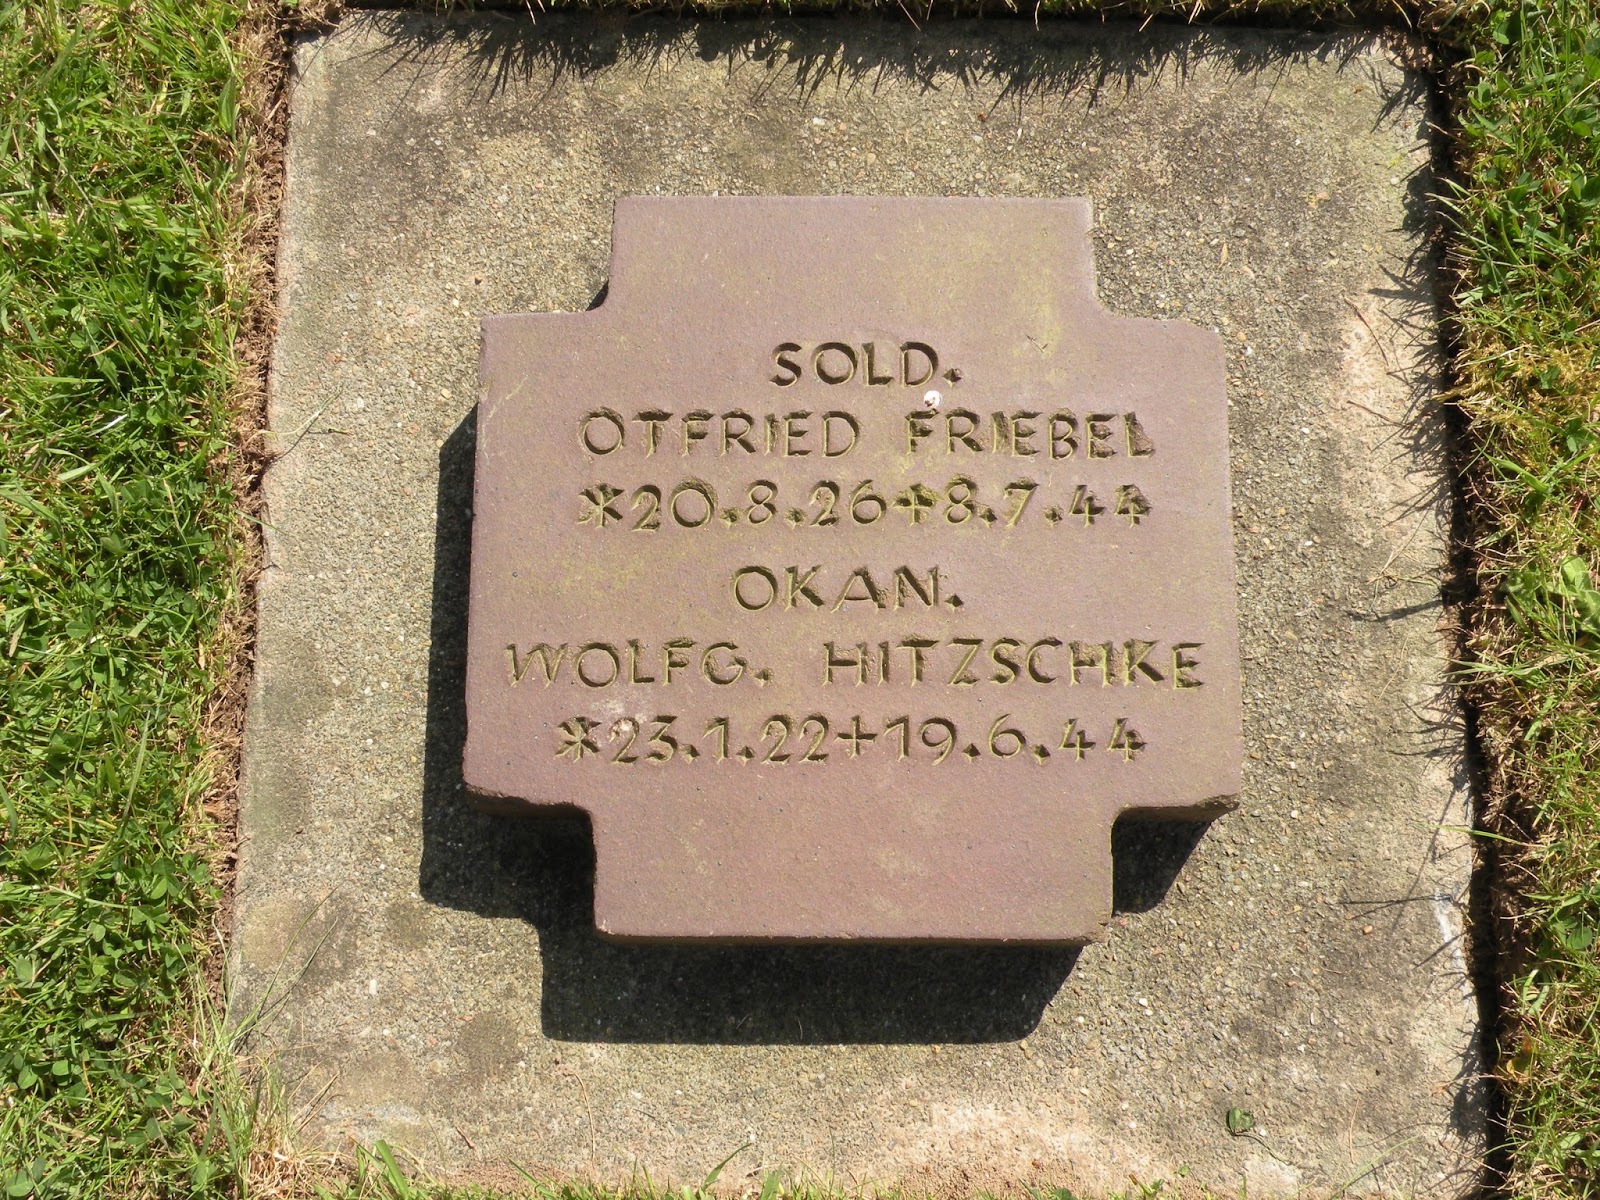 SOLD.
OTFRIED FRIEBEL
*20.8.26+8.7.44
OKAN.
WOLFG. HITZSCHKE
*23.1.22+19.6.44